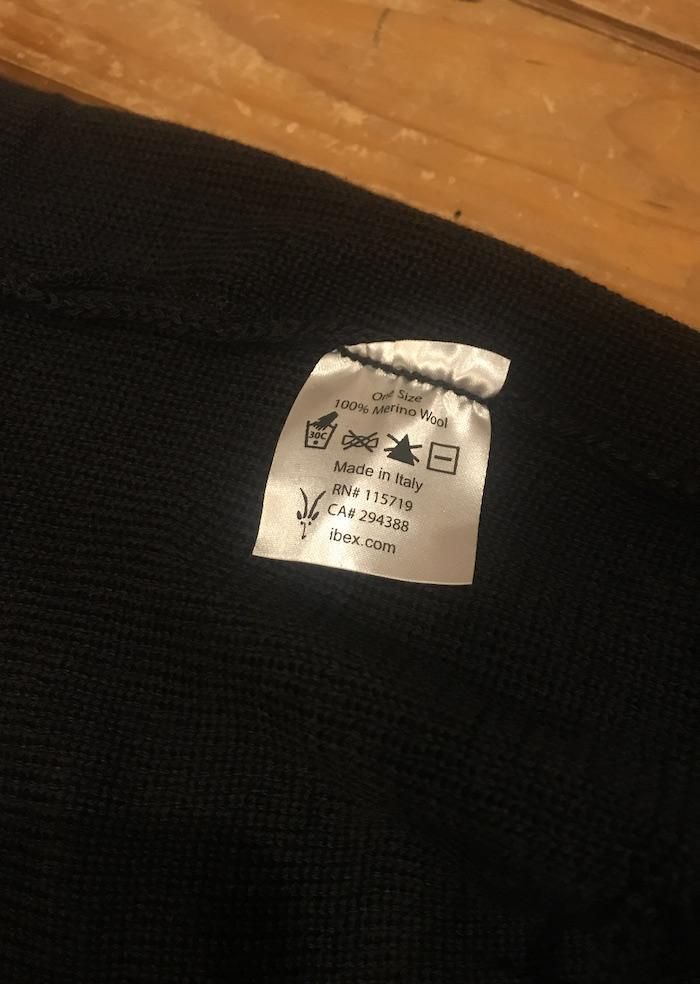 One Size
100% Merino Wool
30C
Made in Italy
RN# 115719
CA# 294388
ibex.com